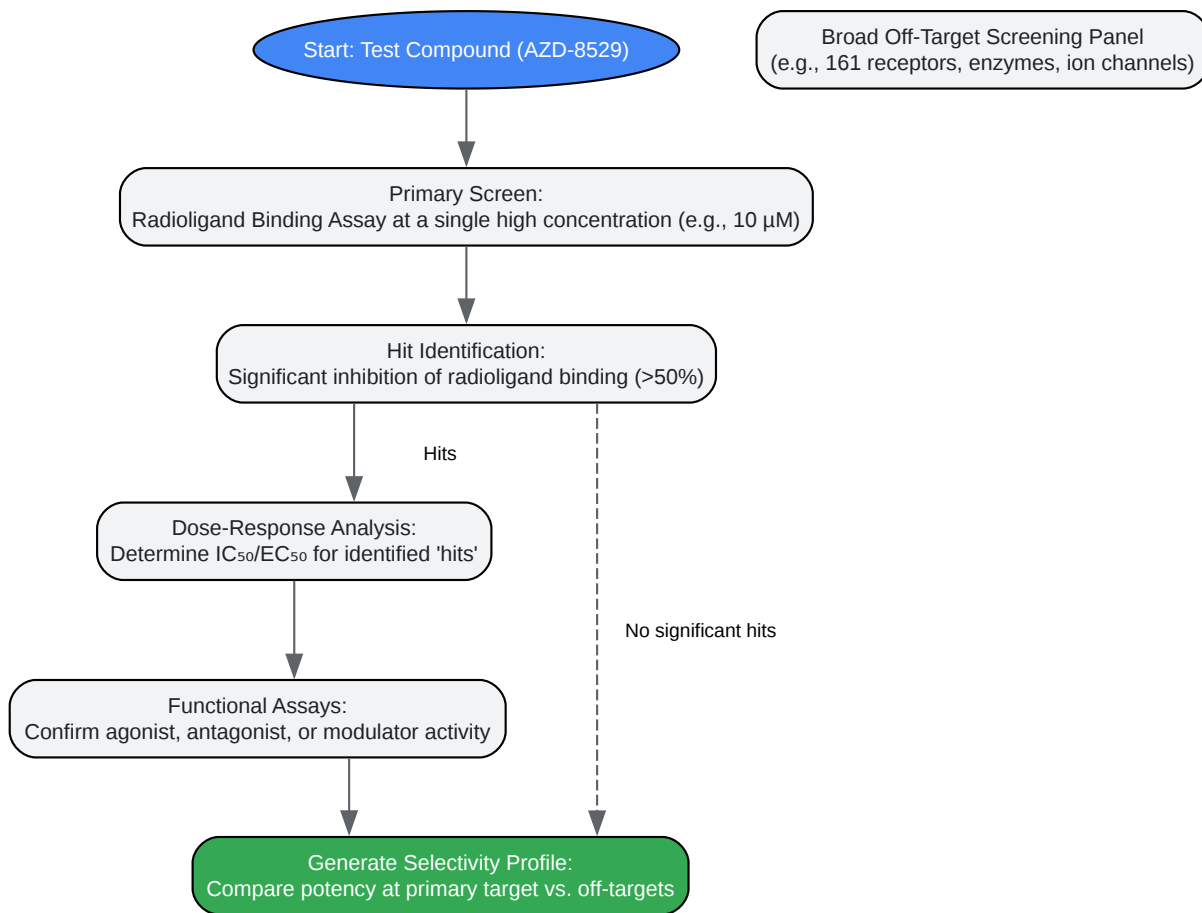 Start: Test Compound (AZD-8529)
Broad Off-Target Screening Panel
(e.g., 161 receptors, enzymes, ion channels)
Primary Screen:
Radioligand Binding Assay at a single high concentration (e.g., 10 µM)
Hit Identification:
Significant inhibition of radioligand binding (>50%)
Hits
Dose-Response Analysis:
Determine IC₅₀/EC₅₀ for identified 'hits'
No significant hits
Functional Assays:
Confirm agonist, antagonist, or modulator activity
Generate Selectivity Profile:
Compare potency at primary target vs. off-targets